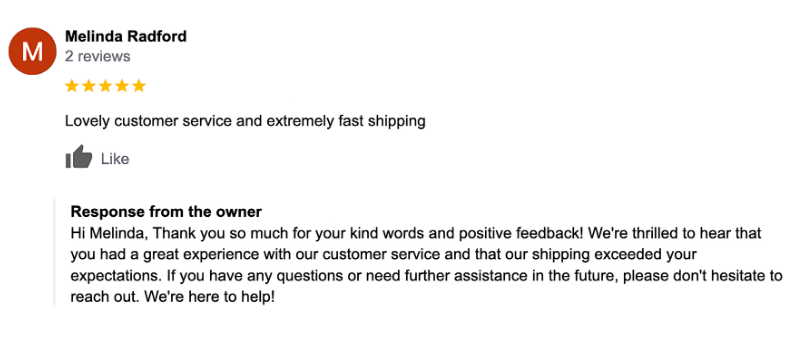 M
Melinda Radford
2 reviews
Lovely customer service and extremely fast shipping
Like
Response from the owner
Hi Melinda, Thank you so much for your kind words and positive feedback! We're thrilled to hear that
you had a great experience with our customer service and that our shipping exceeded your
expectations. If you have any questions or need further assistance in the future, please don't hesitate to
reach out. We're here to help!